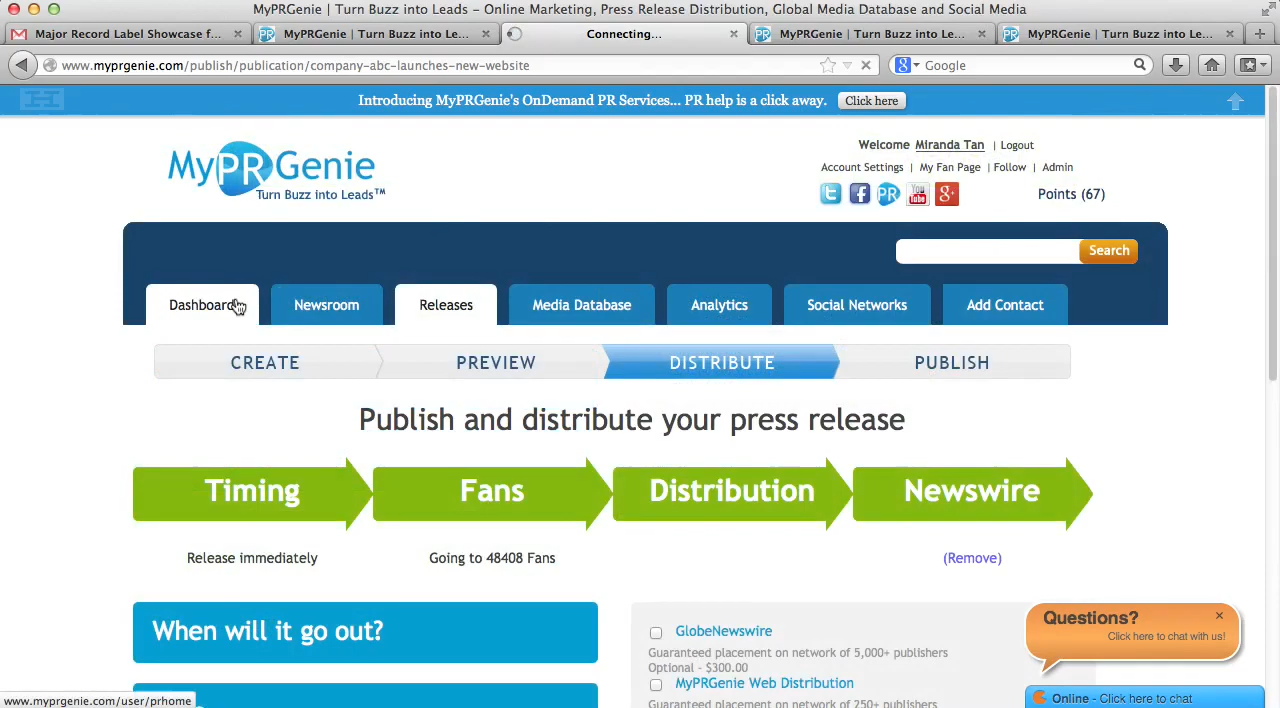 MyPRGenie | Turn Buzz into Leads – Online Marketing, Press Release Distribution, Global Media Database and Social Media
Major Record Label Showcase f...
MyPRGenie | Turn Buzz into Le...
Connecting...
MyPRGenie | Turn Buzz into Le...
MyPRGenie | Turn Buzz into Le...
www.myprgenie.com/publish/publication/company-abc-launches-new-website
Google
Introducing MyPRGenie's OnDemand PR Services... PR help is a click away.
Click here
MyPRGenie
Turn Buzz into Leads™
Welcome Miranda Tan | Logout
Account Settings | My Fan Page | Follow | Admin
Points (67)
Search
Dashboard
Newsroom
Releases
Media Database
Analytics
Social Networks
Add Contact
CREATE
PREVIEW
DISTRIBUTE
PUBLISH
Publish and distribute your press release
Timing
Fans
Distribution
Newswire
Release immediately
Going to 48408 Fans
(Remove)
When will it go out?
GlobeNewswire
Guaranteed placement on network of 5,000+ publishers
Optional - $300.00
MyPRGenie Web Distribution
Guaranteed placement on network of 250+ publishers
Questions?
Click here to chat with us!
Online - Click here to chat
www.myprgenie.com/user/prhome